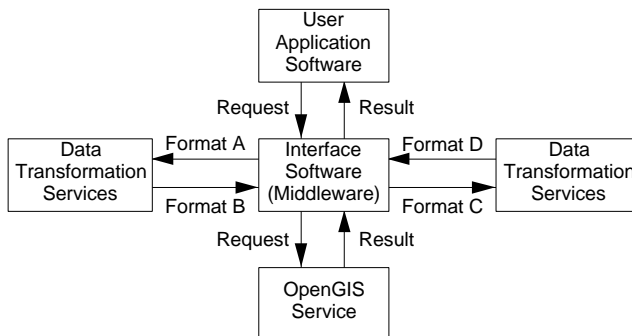 User
Application
Software
Request
Result
Format A
Format D
Data
Transformation
Services
Interface
Software
(Middleware)
Data
Transformation
Services
Format B
Format C
Request
Result
OpenGIS
Service